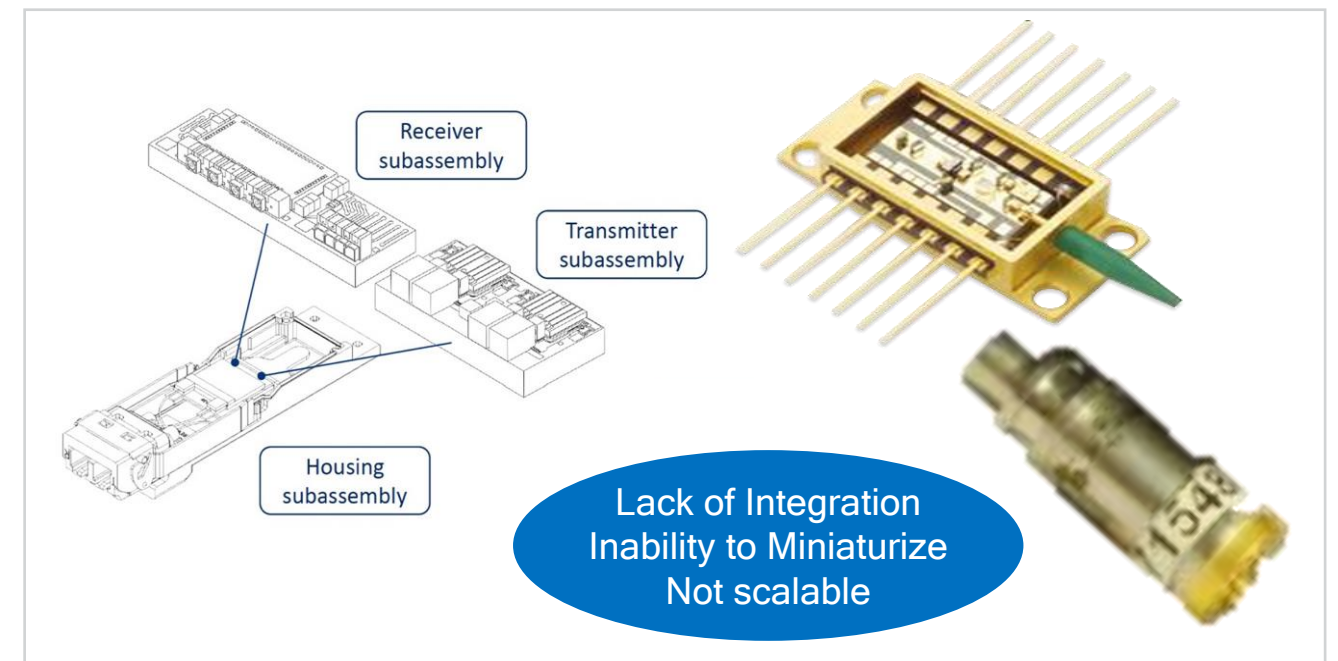 Receiver
subassembly
Transmitter
subassembly
Housing
subassembly
Lack of Integration
Inability to Miniaturize
Not scalable
1548